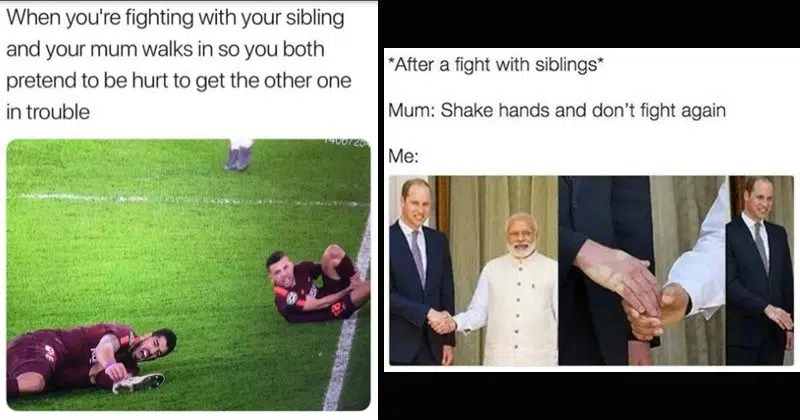 When you're fighting with your sibling
and your mum walks in so you both
pretend to be hurt to get the other one
in trouble
*After a fight with siblings*
Mum: Shake hands and don't fight again
Me: